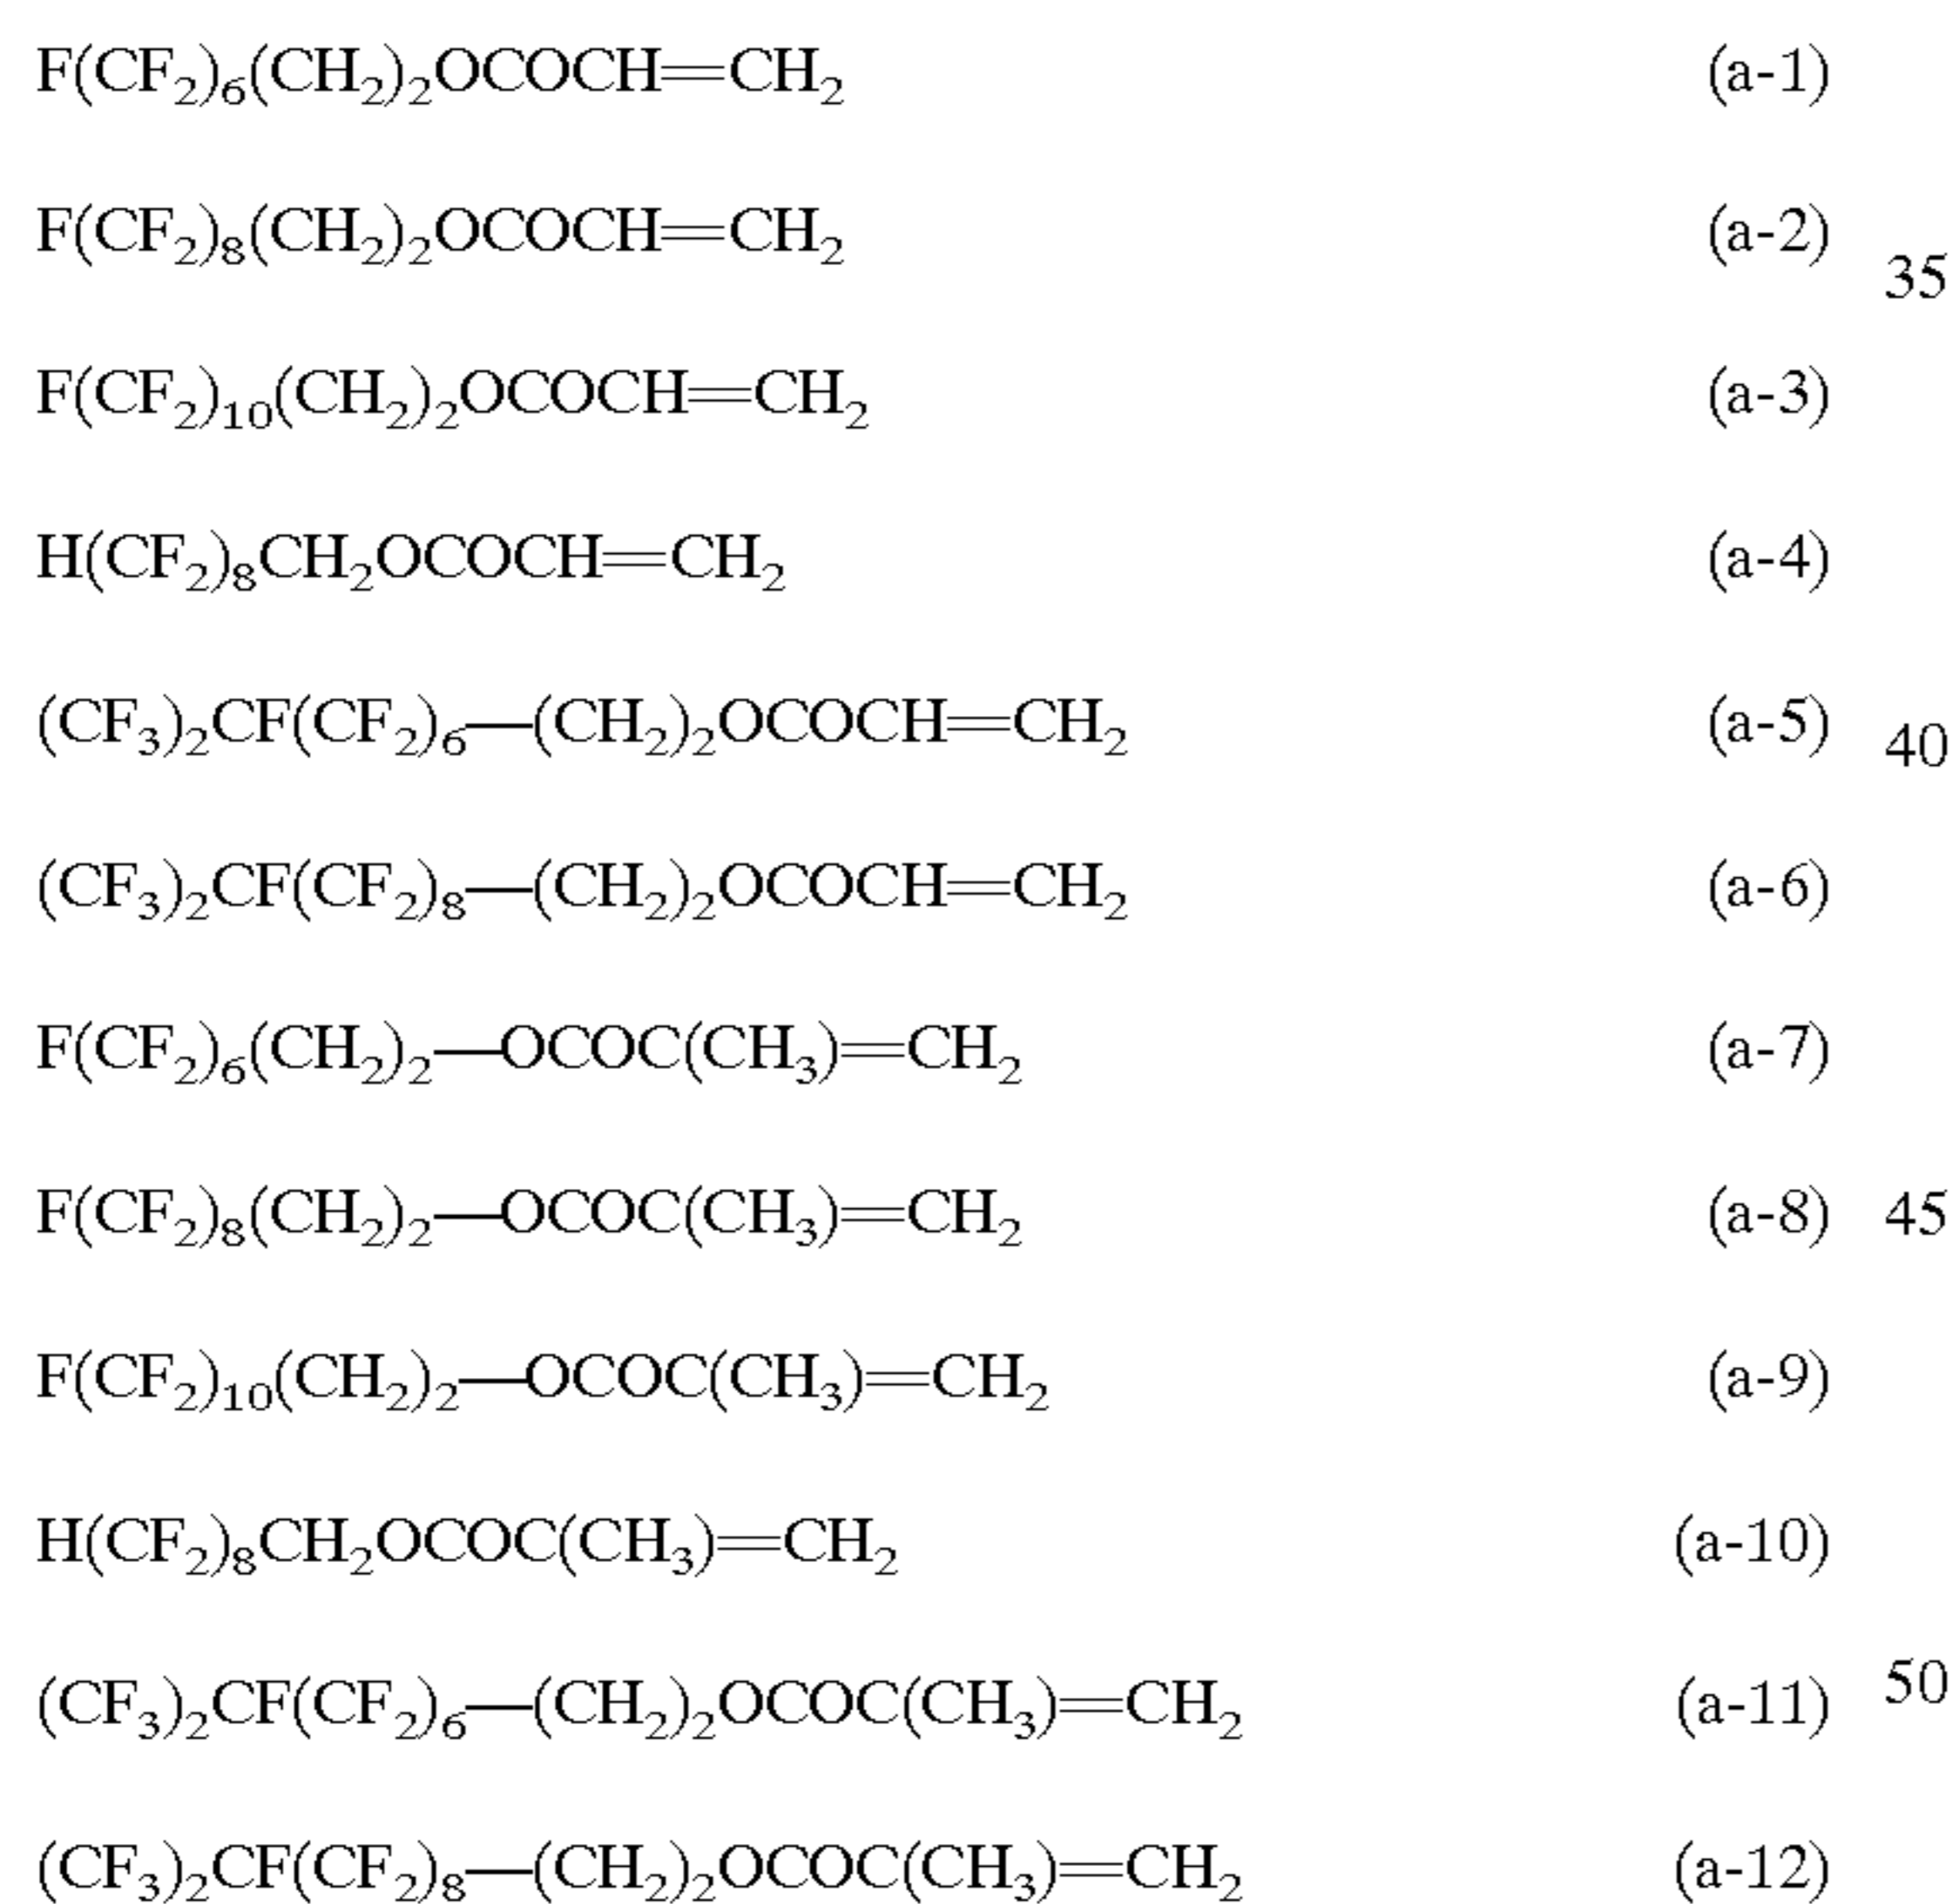 F(CF₂)₆(CH₂)₂OCOCH=CH₂ (a-1)
F(CF₂)₈(CH₂)₂OCOCH=CH₂ (a-2)
35
F(CF₂)₁₀(CH₂)₂OCOCH=CH₂ (a-3)
H(CF₂)₈CH₂OCOCH=CH₂ (a-4)
(CF₃)₂CF(CF₂)₆—(CH₂)₂OCOCH=CH₂ (a-5) 40
(CF₃)₂CF(CF₂)₈—(CH₂)₂OCOCH=CH₂ (a-6)
F(CF₂)₆(CH₂)₂—OCOC(CH₃)=CH₂ (a-7)
F(CF₂)₈(CH₂)₂—OCOC(CH₃)=CH₂ (a-8) 45
F(CF₂)₁₀(CH₂)₂—OCOC(CH₃)=CH₂ (a-9)
H(CF₂)₈CH₂OCOC(CH₃)=CH₂ (a-10)
(CF₃)₂CF(CF₂)₆—(CH₂)₂OCOC(CH₃)=CH₂ (a-11) 50
(CF₃)₂CF(CF₂)₈—(CH₂)₂OCOC(CH₃)=CH₂ (a-12)